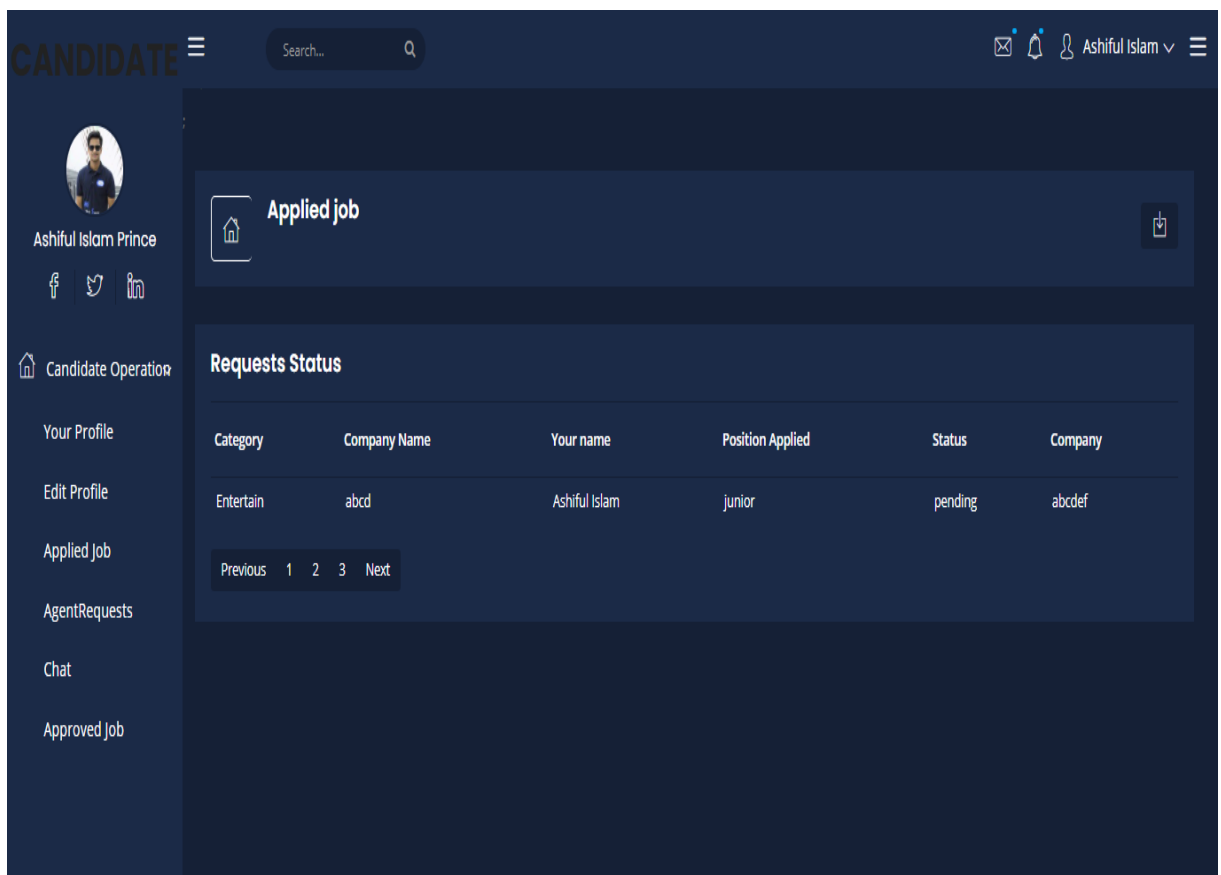 CANDIDATE
Search...
Ashiful Islam
Ashiful Islam Prince
Candidate Operation
Your Profile
Edit Profile
Applied Job
AgentRequests
Chat
Approved Job
Applied job
Requests Status
Category Company Name Your name Position Applied Status Company
Entertain abcd Ashiful Islam junior pending abcdef
Previous 1 2 3 Next